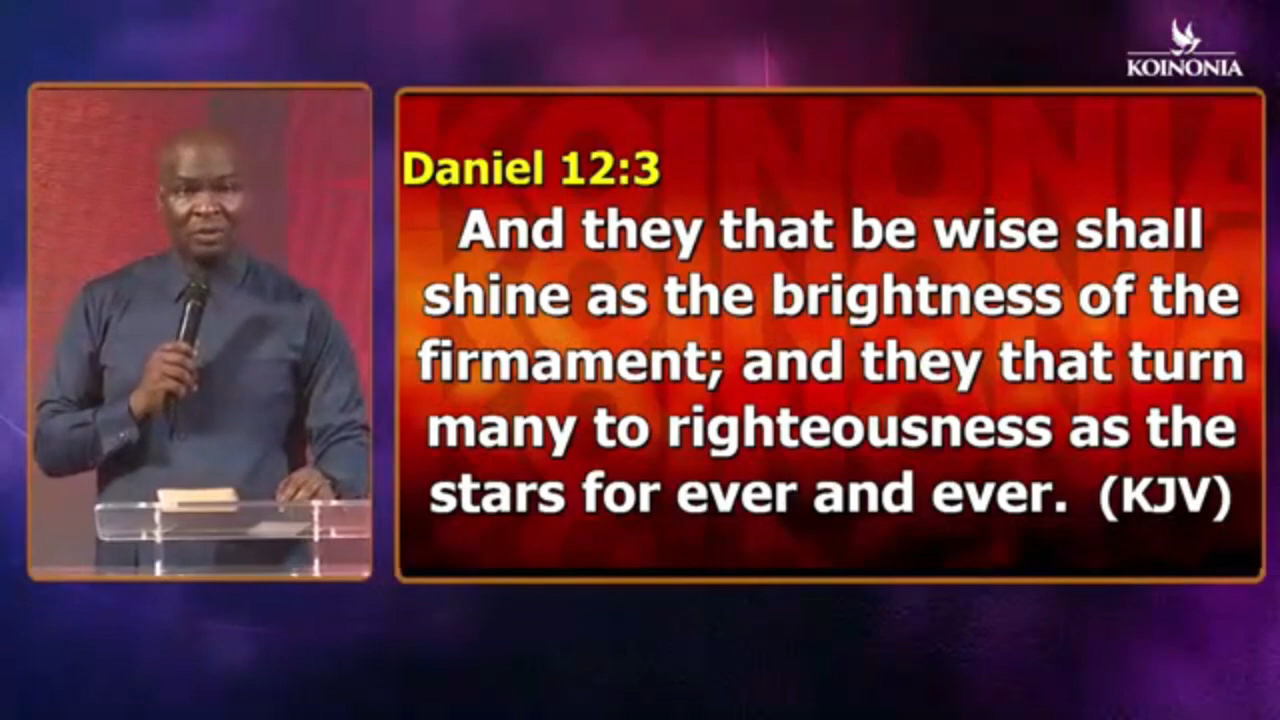 KOINONIA
Daniel 12:3
And they that be wise shall
shine as the brightness of the
firmament; and they that turn
many to righteousness as the
stars for ever and ever. (KJV)